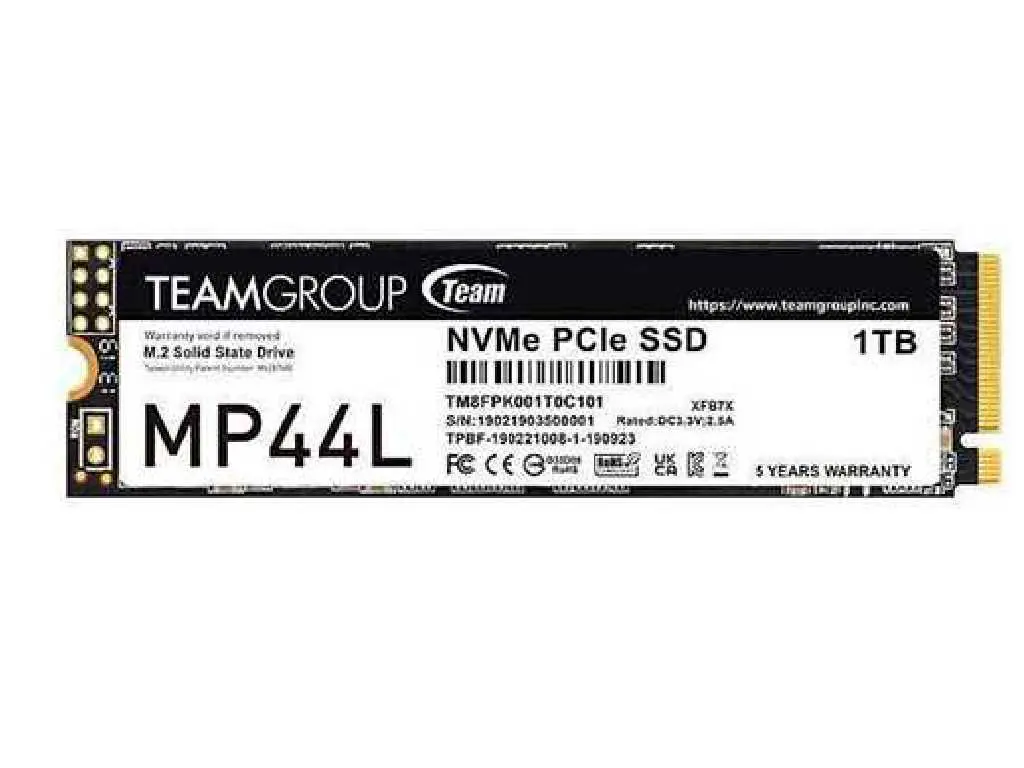 TEAMGROUP Team
https://www.teamgroupinc.com
Warranty void if removed
M.2 Solid State Drive
NVMe PCIe SSD
1TB
MP44L
TM8FPK001T0C101
XFB7X
S/N:19021903500001 Rated:DC3.3V;2.5A
TPBF-190221008-1-190923
FC CE RoHS
UK
CA
5 YEARS WARRANTY